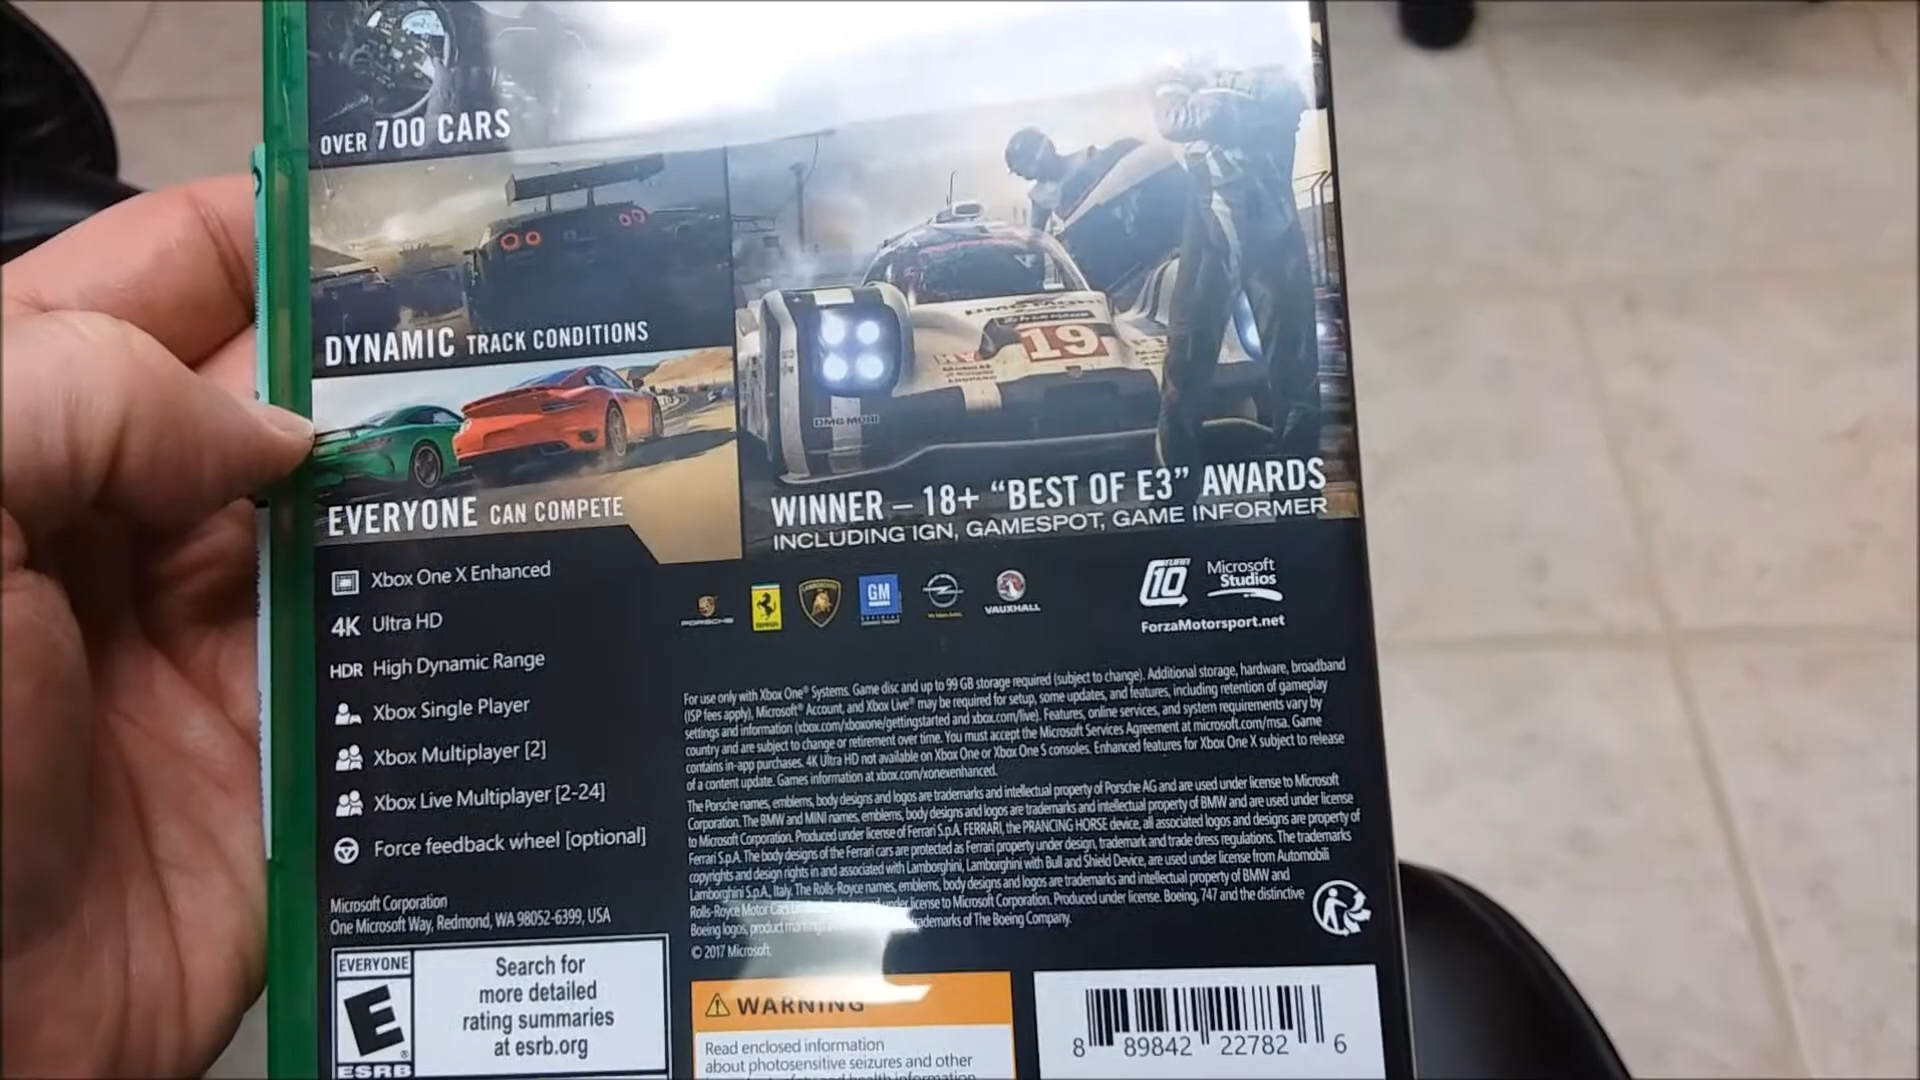 OVER 700 CARS
DYNAMIC TRACK CONDITIONS
EVERYONE CAN COMPETE
19
DMG MORI
WINNER – 18+ “BEST OF E3” AWARDS
INCLUDING IGN, GAMESPOT, GAME INFORMER
Xbox One X Enhanced
4K Ultra HD
HDR High Dynamic Range
Xbox Single Player
Xbox Multiplayer [2]
Xbox Live Multiplayer [2-24]
Force feedback wheel [optional]
PORSCHE
GM
VAUXHALL
TURN 10
Microsoft
Studios
ForzaMotorsport.net
For use only with Xbox One® Systems. Game disc and up to 99 GB storage required (subject to change). Additional storage, hardware, broadband
(ISP fees apply), Microsoft® Account, and Xbox Live® may be required for setup, some updates, and features, including retention of gameplay
settings and information (xbox.com/xboxone/gettingstarted and xbox.com/live). Features, online services, and system requirements vary by
country and are subject to change or retirement over time. You must accept the Microsoft Services Agreement at microsoft.com/msa. Game
contains in-app purchases. 4K Ultra HD not available on Xbox One or Xbox One S consoles. Enhanced features for Xbox One X subject to release
of a content update. Games information at xbox.com/xonexenhanced.
The Porsche names, emblems, body designs and logos are trademarks and intellectual property of Porsche AG and are used under license to Microsoft
Corporation. The BMW and MINI names, emblems, body designs and logos are trademarks and intellectual property of BMW and are used under license
to Microsoft Corporation. Produced under license of Ferrari S.p.A. FERRARI, the PRANCING HORSE device, all associated logos and designs are property of
Ferrari S.p.A. The body designs of the Ferrari cars are protected as Ferrari property under design, trademark and trade dress regulations. The trademarks
copyrights and design rights in and associated with Lamborghini, Lamborghini with Bull and Shield Device, are used under license from Automobili
Lamborghini S.p.A., Italy. The Rolls-Royce names, emblems, body designs and logos are trademarks and intellectual property of BMW and
Rolls-Royce Motor Cars under license to Microsoft Corporation. Produced under license. Boeing, 747 and the distinctive
Boeing logos, product trademarks of The Boeing Company.
© 2017 Microsoft.
Microsoft Corporation
One Microsoft Way, Redmond, WA 98052-6399, USA
EVERYONE
E
ESRB
Search for
more detailed
rating summaries
at esrb.org
WARNING
Read enclosed information
about photosensitive seizures and other
health information
8 89842 22782 6